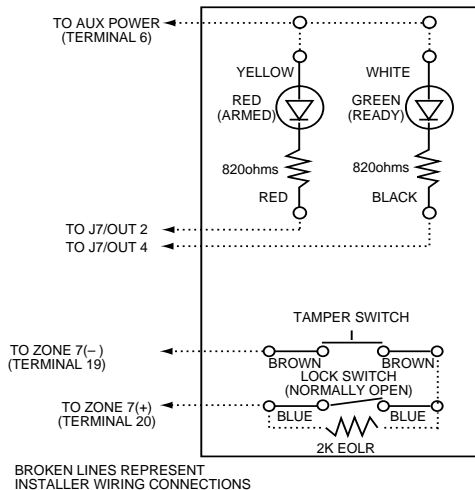 TO AUX POWER
(TERMINAL 6)
YELLOW
WHITE
RED
(ARMED)
GREEN
(READY)
820ohms
820ohms
RED
BLACK
TO J7/OUT 2
TO J7/OUT 4
TAMPER SWITCH
TO ZONE 7(–)
(TERMINAL 19)
BROWN
BROWN
LOCK SWITCH
(NORMALLY OPEN)
TO ZONE 7(+)
(TERMINAL 20)
BLUE
BLUE
2K EOLR
BROKEN LINES REPRESENT
INSTALLER WIRING CONNECTIONS